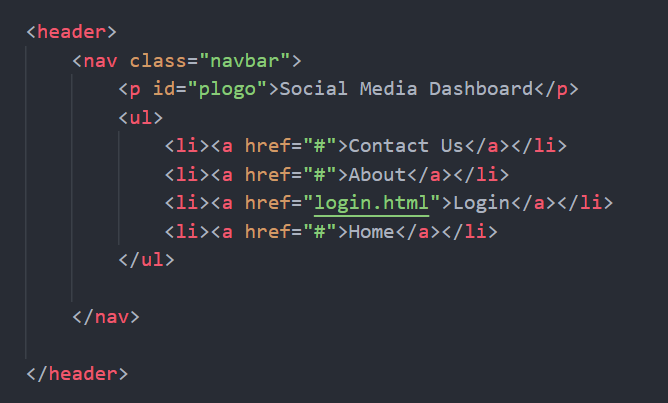 <header>
<nav class="navbar">
<p id="plogo">Social Media Dashboard</p>
<ul>
<li><a href="#">Contact Us</a></li>
<li><a href="#">About</a></li>
<li><a href="login.html">Login</a></li>
<li><a href="#">Home</a></li>
</ul>
</nav>
</header>